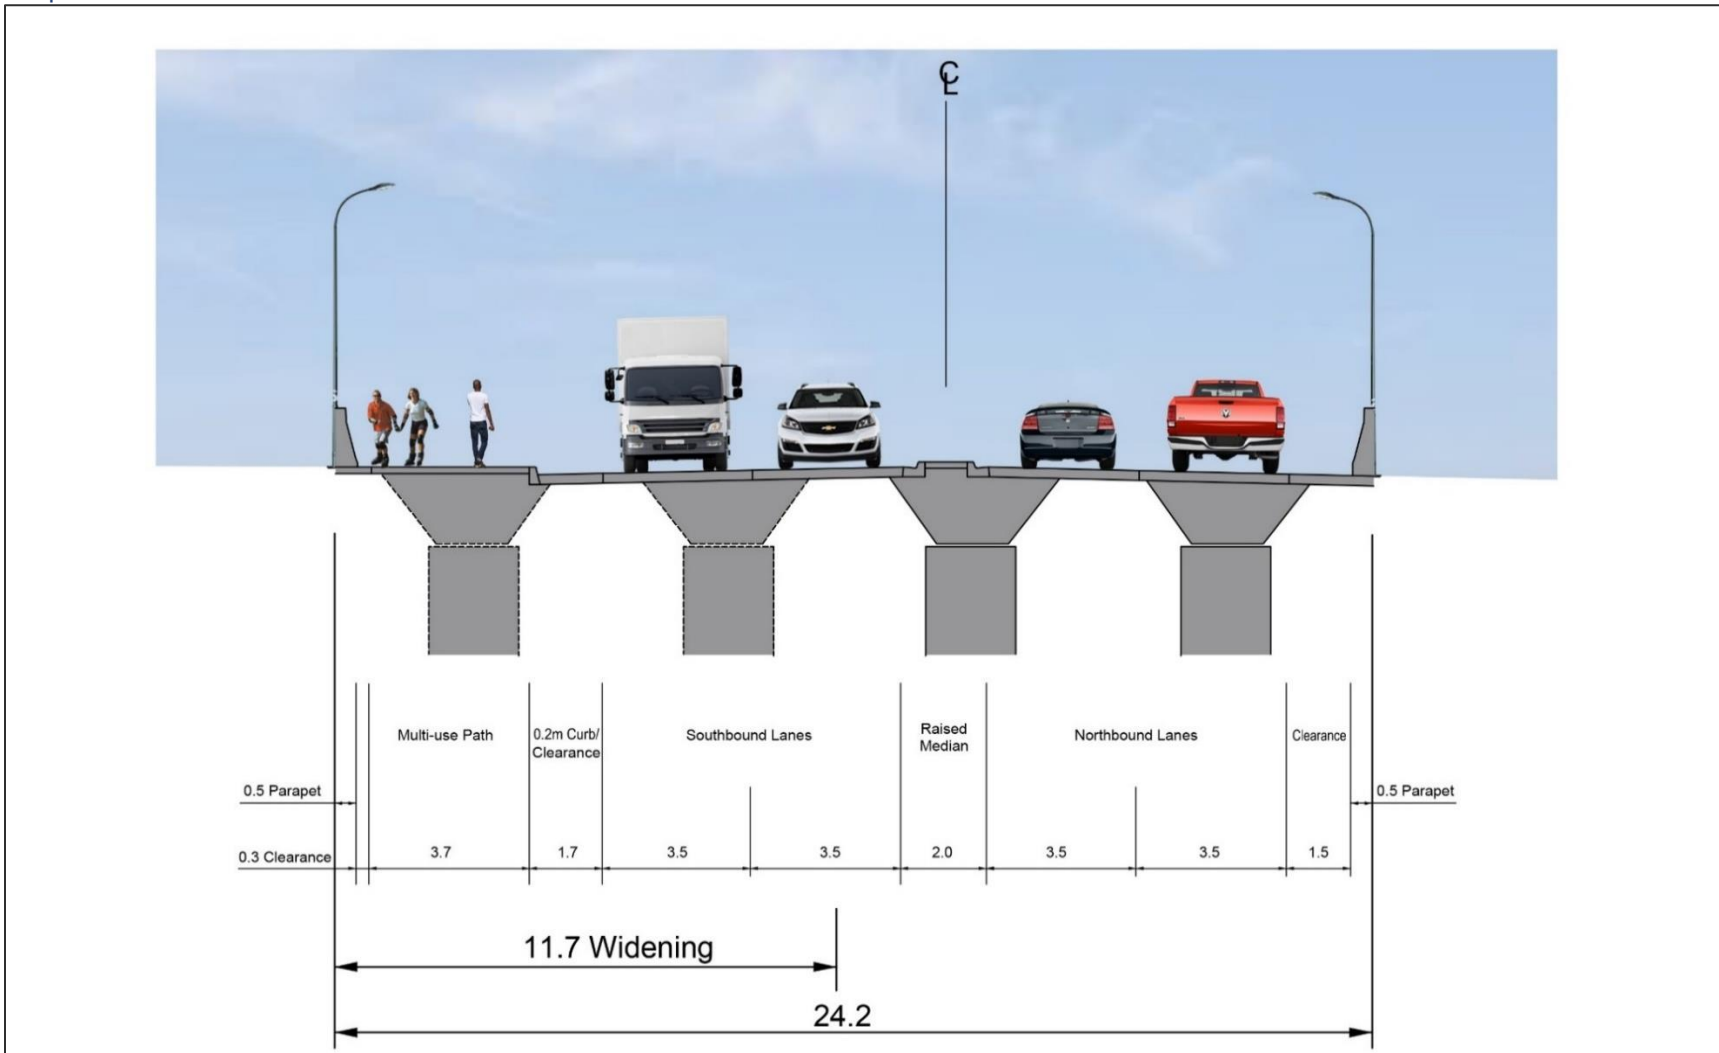 ℄
Multi-use Path
0.2m Curb/
Clearance
Southbound Lanes
Raised
Median
Northbound Lanes
Clearance
0.5 Parapet
0.5 Parapet
0.3 Clearance
3.7
1.7
3.5
3.5
2.0
3.5
3.5
1.5
11.7 Widening
24.2